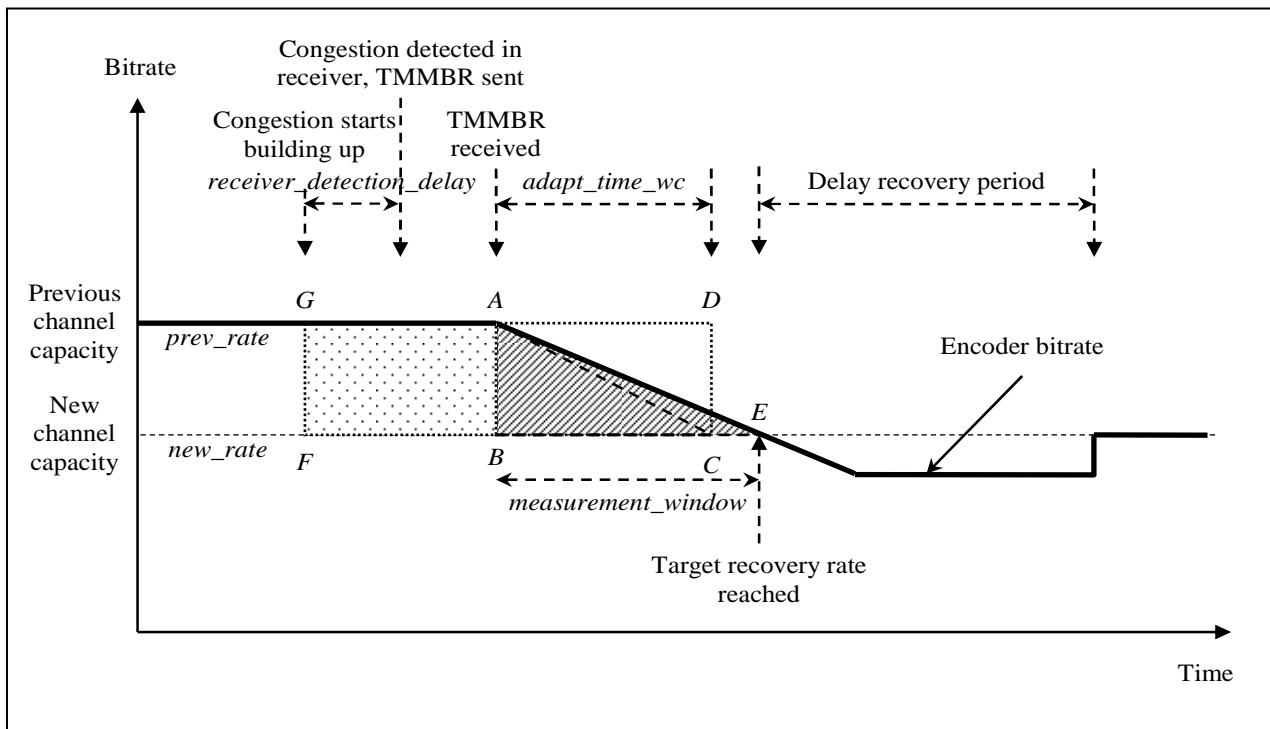 Congestion detected in
receiver, TMMBR sent
Bitrate
Congestion starts
building up
TMMBR
received
receiver_detection_delay
adapt_time_wc
Delay recovery period
Previous
channel
capacity
G
A
D
prev_rate
Encoder bitrate
New
channel
capacity
E
new_rate
F
B
C
measurement_window
Target recovery rate
reached
Time